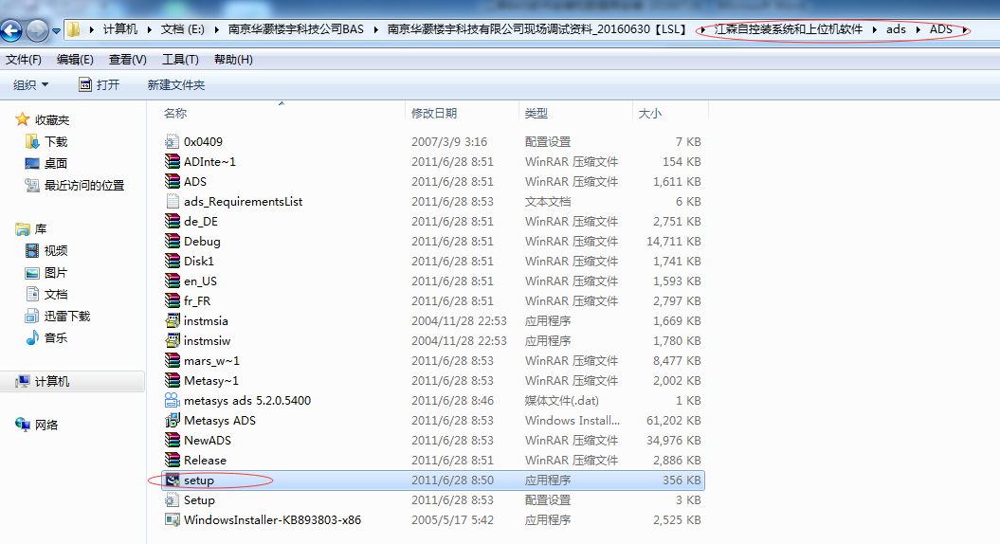 计算机 文档 (E:) 南京华灏楼宇科技公司BAS 南京华灏楼宇科技有限公司现场调试资料_20160630【LSL】 江森自控装系统和上位机软件 ads ADS
文件(F) 编辑(E) 查看(V) 工具(T) 帮助(H)
组织 打开 新建文件夹
收藏夹
下载
桌面
最近访问的位置
库
视频
图片
文档
迅雷下载
音乐
计算机
网络
名称 修改日期 类型 大小
0x0409 2007/3/9 3:16 配置设置 7 KB
ADInte~1 2011/6/28 8:51 WinRAR 压缩文件 154 KB
ADS 2011/6/28 8:51 WinRAR 压缩文件 1,611 KB
ads_RequirementsList 2011/6/28 8:53 文本文档 6 KB
de_DE 2011/6/28 8:51 WinRAR 压缩文件 2,751 KB
Debug 2011/6/28 8:51 WinRAR 压缩文件 14,711 KB
Disk1 2011/6/28 8:51 WinRAR 压缩文件 1,741 KB
en_US 2011/6/28 8:51 WinRAR 压缩文件 1,593 KB
fr_FR 2011/6/28 8:51 WinRAR 压缩文件 2,797 KB
instmsia 2004/11/28 22:53 应用程序 1,669 KB
instmsiw 2004/11/28 22:53 应用程序 1,780 KB
mars_w~1 2011/6/28 8:53 WinRAR 压缩文件 8,477 KB
Metasy~1 2011/6/28 8:53 WinRAR 压缩文件 2,002 KB
metasys ads 5.2.0.5400 2011/6/28 8:46 媒体文件(.dat) 1 KB
Metasys ADS 2011/6/28 8:53 Windows Install... 61,202 KB
NewADS 2011/6/28 8:53 WinRAR 压缩文件 34,976 KB
Release 2011/6/28 8:53 WinRAR 压缩文件 2,886 KB
setup 2011/6/28 8:50 应用程序 356 KB
Setup 2011/6/28 8:53 配置设置 3 KB
WindowsInstaller-KB893803-x86 2005/5/17 5:42 应用程序 2,525 KB